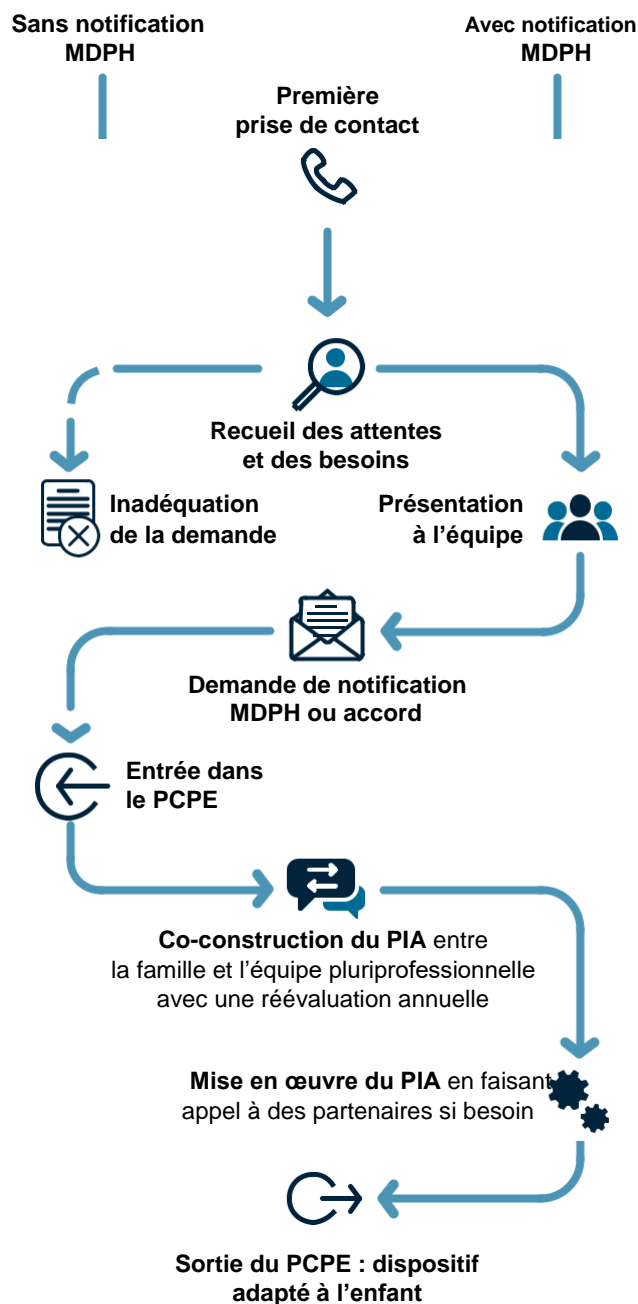 Sans notification
MDPH
Avec notification
MDPH
Première
prise de contact
Recueil des attentes
et des besoins
Inadéquation
de la demande
Présentation
à l'équipe
Demande de notification
MDPH ou accord
Entrée dans
le PCPE
Co-construction du PIA entre
la famille et l'équipe pluriprofessionnelle
avec une réévaluation annuelle
Mise en œuvre du PIA en faisant
appel à des partenaires si besoin
Sortie du PCPE : dispositif
adapté à l'enfant